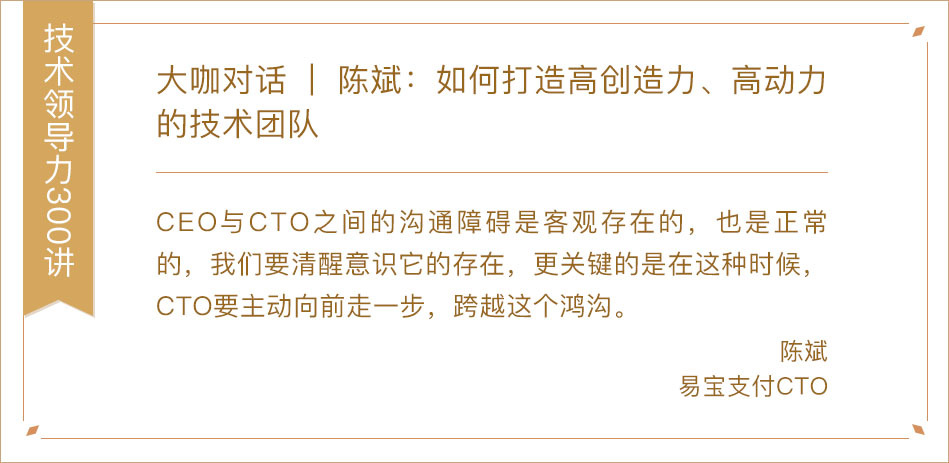 技术领导力300讲
大咖对话 | 陈斌：如何打造高创造力、高动力
的技术团队
CEO与CTO之间的沟通障碍是客观存在的，也是正常
的，我们要清醒意识它的存在，更关键的是在这种时候，
CTO要主动向前走一步，跨越这个鸿沟。
陈斌
易宝支付CTO